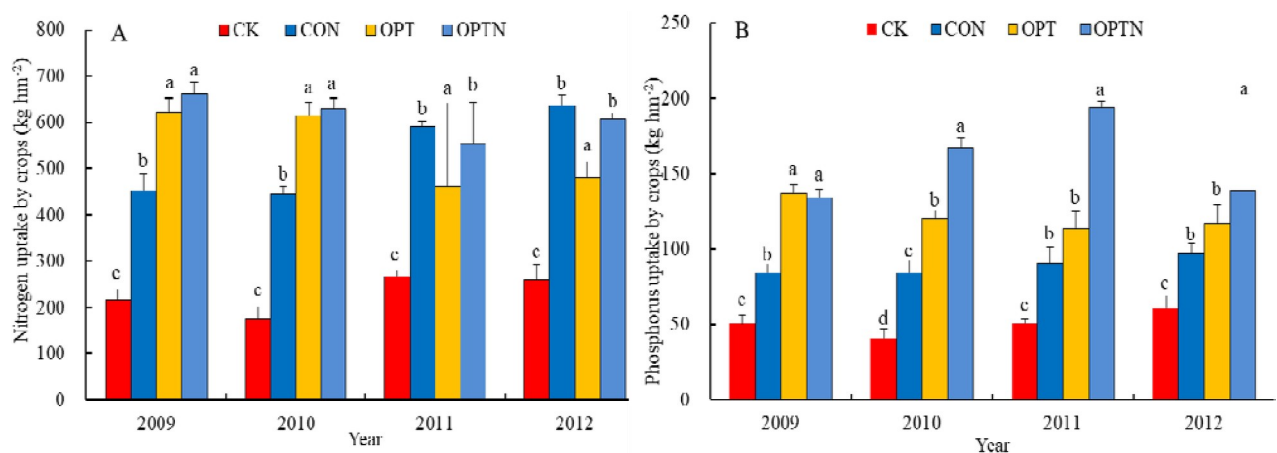 A
CK CON OPT OPTN
Nitrogen uptake by crops (kg hm-2)
800
700
600
500
400
300
200
100
0
c b a a
c b a a
c b a b
c b a b
2009 2010 2011 2012
Year
B
CK CON OPT OPTN
Phosphorus uptake by crops (kg hm-2)
250
200
150
100
50
0
c b a a
d c b a
c b b a
c b b a
2009 2010 2011 2012
Year